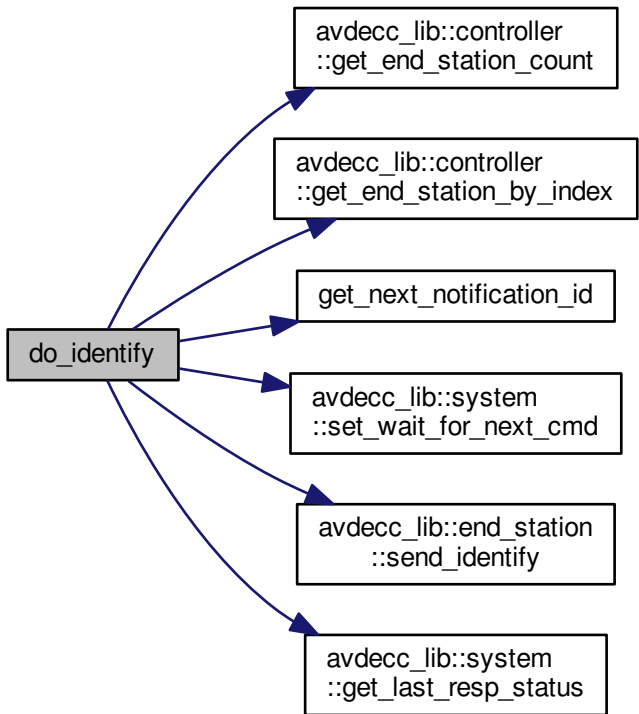 avdecc_lib::controller
::get_end_station_count
avdecc_lib::controller
::get_end_station_by_index
get_next_notification_id
do_identify
avdecc_lib::system
::set_wait_for_next_cmd
avdecc_lib::end_station
::send_identify
avdecc_lib::system
::get_last_resp_status